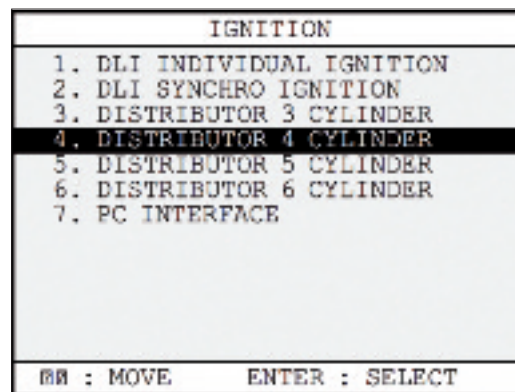 IGNITION
1. DLI INDIVIDUAL IGNITION
2. DLI SYNCHRO IGNITION
3. DISTRIBUTOR 3 CYLINDER
4. DISTRIBUTOR 4 CYLINDER
5. DISTRIBUTOR 5 CYLINDER
6. DISTRIBUTOR 6 CYLINDER
7. PC INTERFACE
: MOVE ENTER : SELECT